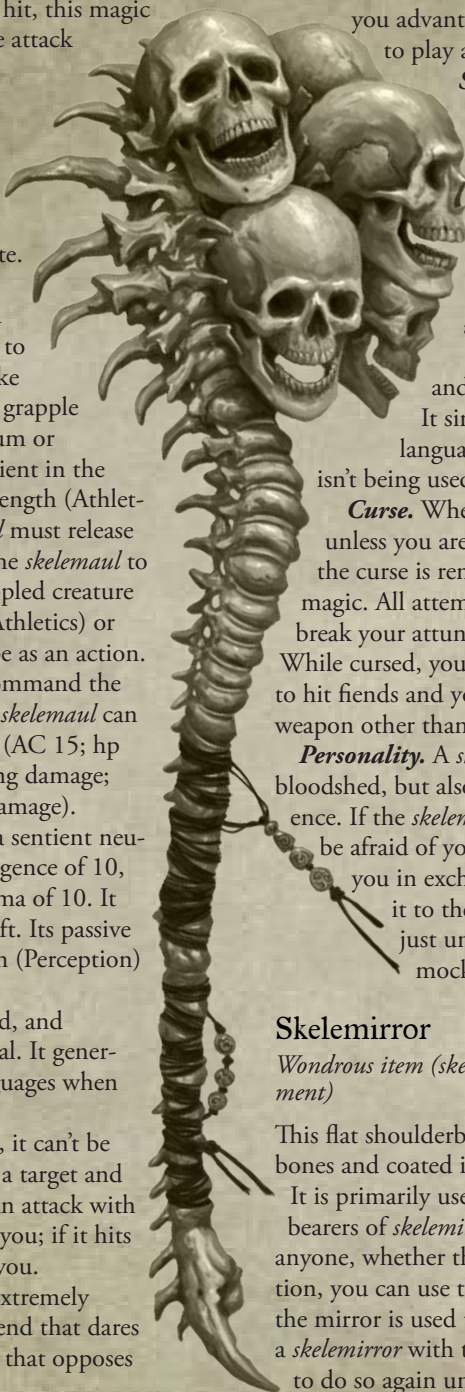 hit, this magic
attack
te.
to
ke
grapple
um or
ient in the
ength (Athlet-
must release
ne skelemaul to
pled creature
Athletics) or
e as an action.
ommand the
skelemaul can
(AC 15; hp
ng damage;
amage).
a sentient neu-
gence of 10,
ma of 10. It
ft. Its passive
n (Perception)
d, and
al. It gener-
uages when
, it can't be
a target and
n attack with
you; if it hits
you.
xtremely
end that dares
that opposes
you advant
to play a
and
It sin
langua
isn't being used
Curse. Whe
unless you are
the curse is rem
magic. All attem
break your attun
While cursed, you
to hit fiends and yo
weapon other than
Personality. A s
bloodshed, but also
ence. If the skelem
be afraid of yo
you in exch
it to the
just un
mock
Skelemirror
Wondrous item (ske
ment)
This flat shoulderb
bones and coated i
It is primarily use
bearers of skelemi
anyone, whether th
tion, you can use t
the mirror is used
a skelemirror with t
to do so again un